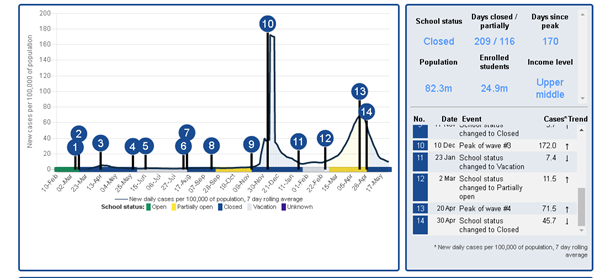 New cases per 100,000 of population
200
180
160
140
120
100
80
60
40
20
0
1
2
3
4
5
6
7
8
9
10
11
12
13
14
10-Feb
02-Mar
23-Mar
13-Apr
04-May
25-May
15-Jun
06-Jul
27-Jul
17-Aug
07-Sep
28-Sep
19-Oct
09-Nov
30-Nov
21-Dec
11-Jan
01-Feb
22-Feb
15-Mar
05-Apr
26-Apr
17-May
New daily cases per 100,000 of population, 7 day rolling average
School status: Open Partially open Closed Vacation Unknown
School status
Days closed / partially
Days since peak
Closed
209 / 116
170
Population
Enrolled students
Income level
82.3m
24.9m
Upper middle
No. Date Event Cases* Trend
School status
changed to Closed
10 10 Dec Peak of wave #3 172.0 ↑
11 23 Jan School status 7.4 ↓
changed to Vacation
12 2 Mar School status 11.5 ↑
changed to Partially
open
13 20 Apr Peak of wave #4 71.5 ↑
14 30 Apr School status 45.7 ↓
changed to Closed
* New daily cases per 100,000 of population, 7 day rolling
average